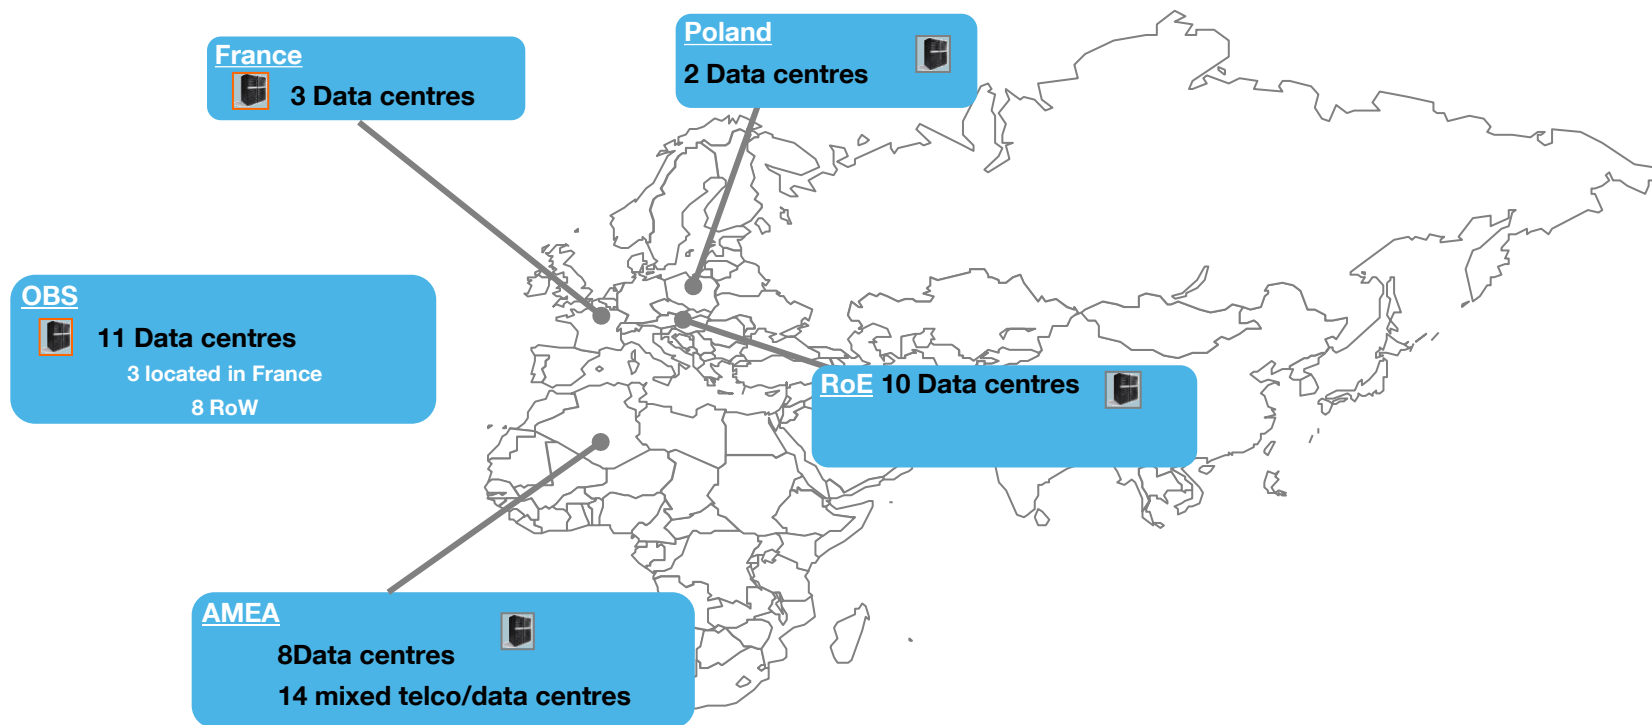 France
3 Data centres
Poland
2 Data centres
OBS
11 Data centres
3 located in France
8 RoW
RoE 10 Data centres
AMEA
8Data centres
14 mixed telco/data centres